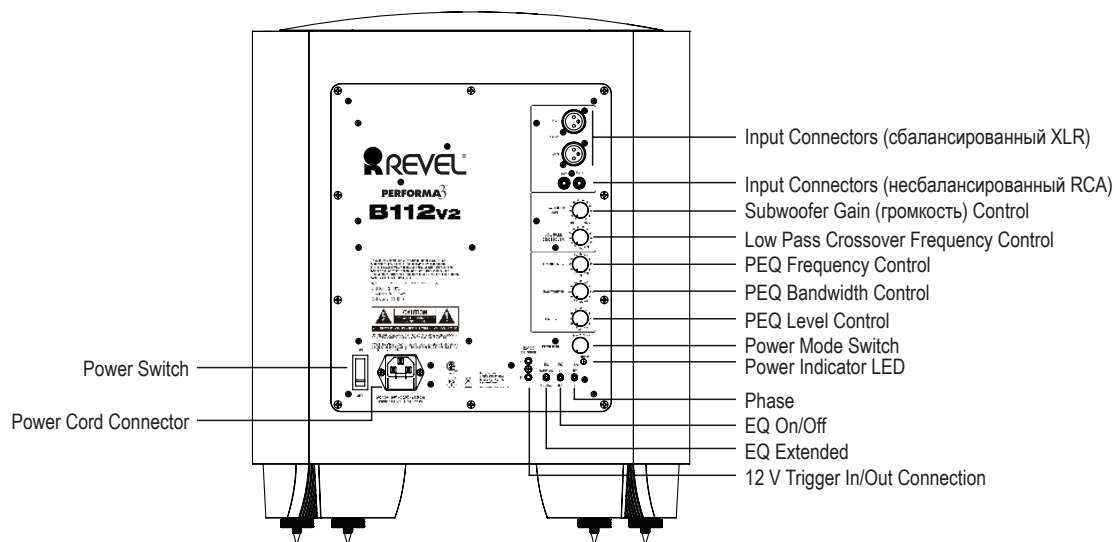 REVEL®
PERFORMA3
B112v2
CAUTION
Input Connectors (сбалансированный XLR)
Input Connectors (несбалансированный RCA)
Subwoofer Gain (громкость) Control
Low Pass Crossover Frequency Control
PEQ Frequency Control
PEQ Bandwidth Control
PEQ Level Control
Power Mode Switch
Power Indicator LED
Phase
EQ On/Off
EQ Extended
12 V Trigger In/Out Connection
Power Switch
Power Cord Connector